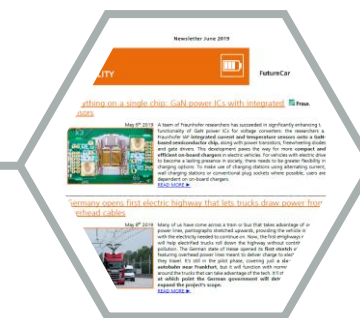 Newsletter June 2019
LITY
FutureCar
ything on a single chip: GaN power ICs with integrated
nses
May 6th 2019 A team of Fraunhofer researchers has succeeded in significantly enhancing t
functionality of GaN power ICs for voltage converters: the researchers a
Fraunhofer IAF integrated current and temperature sensors onto a GaN-
based semiconductor chip, along with power transistors, freewheeling diodes
and gate drivers. This development paves the way for more compact and
efficient on-board chargers in electric vehicles. For vehicles with electric drive
to become a lasting presence in society, there needs to be greater flexibility in
charging options. To make use of charging stations using alternating current,
wall charging stations or conventional plug sockets where possible, users are
dependent on on-board chargers.
READ MORE ►
Germany opens first electric highway that lets trucks draw power from
erhead cables
May 8th 2019 Many of us have come across a train or bus that takes advantage of o
power lines, pantographs stretched upwards, providing the vehicle
with the electricity needed to continue on. Now, the first
will help electrified trucks roll down the highway without
pollution. The German state of Hesse opened its first stretch
featuring overhead power lines meant to deliver charge to
they travel. It's still in the pilot phase, covering just a
autobahn near Frankfurt, but it will function with
around the trucks that can take advantage of the tech.
at which point the German government will
expand the project's scope.
READ MORE ►